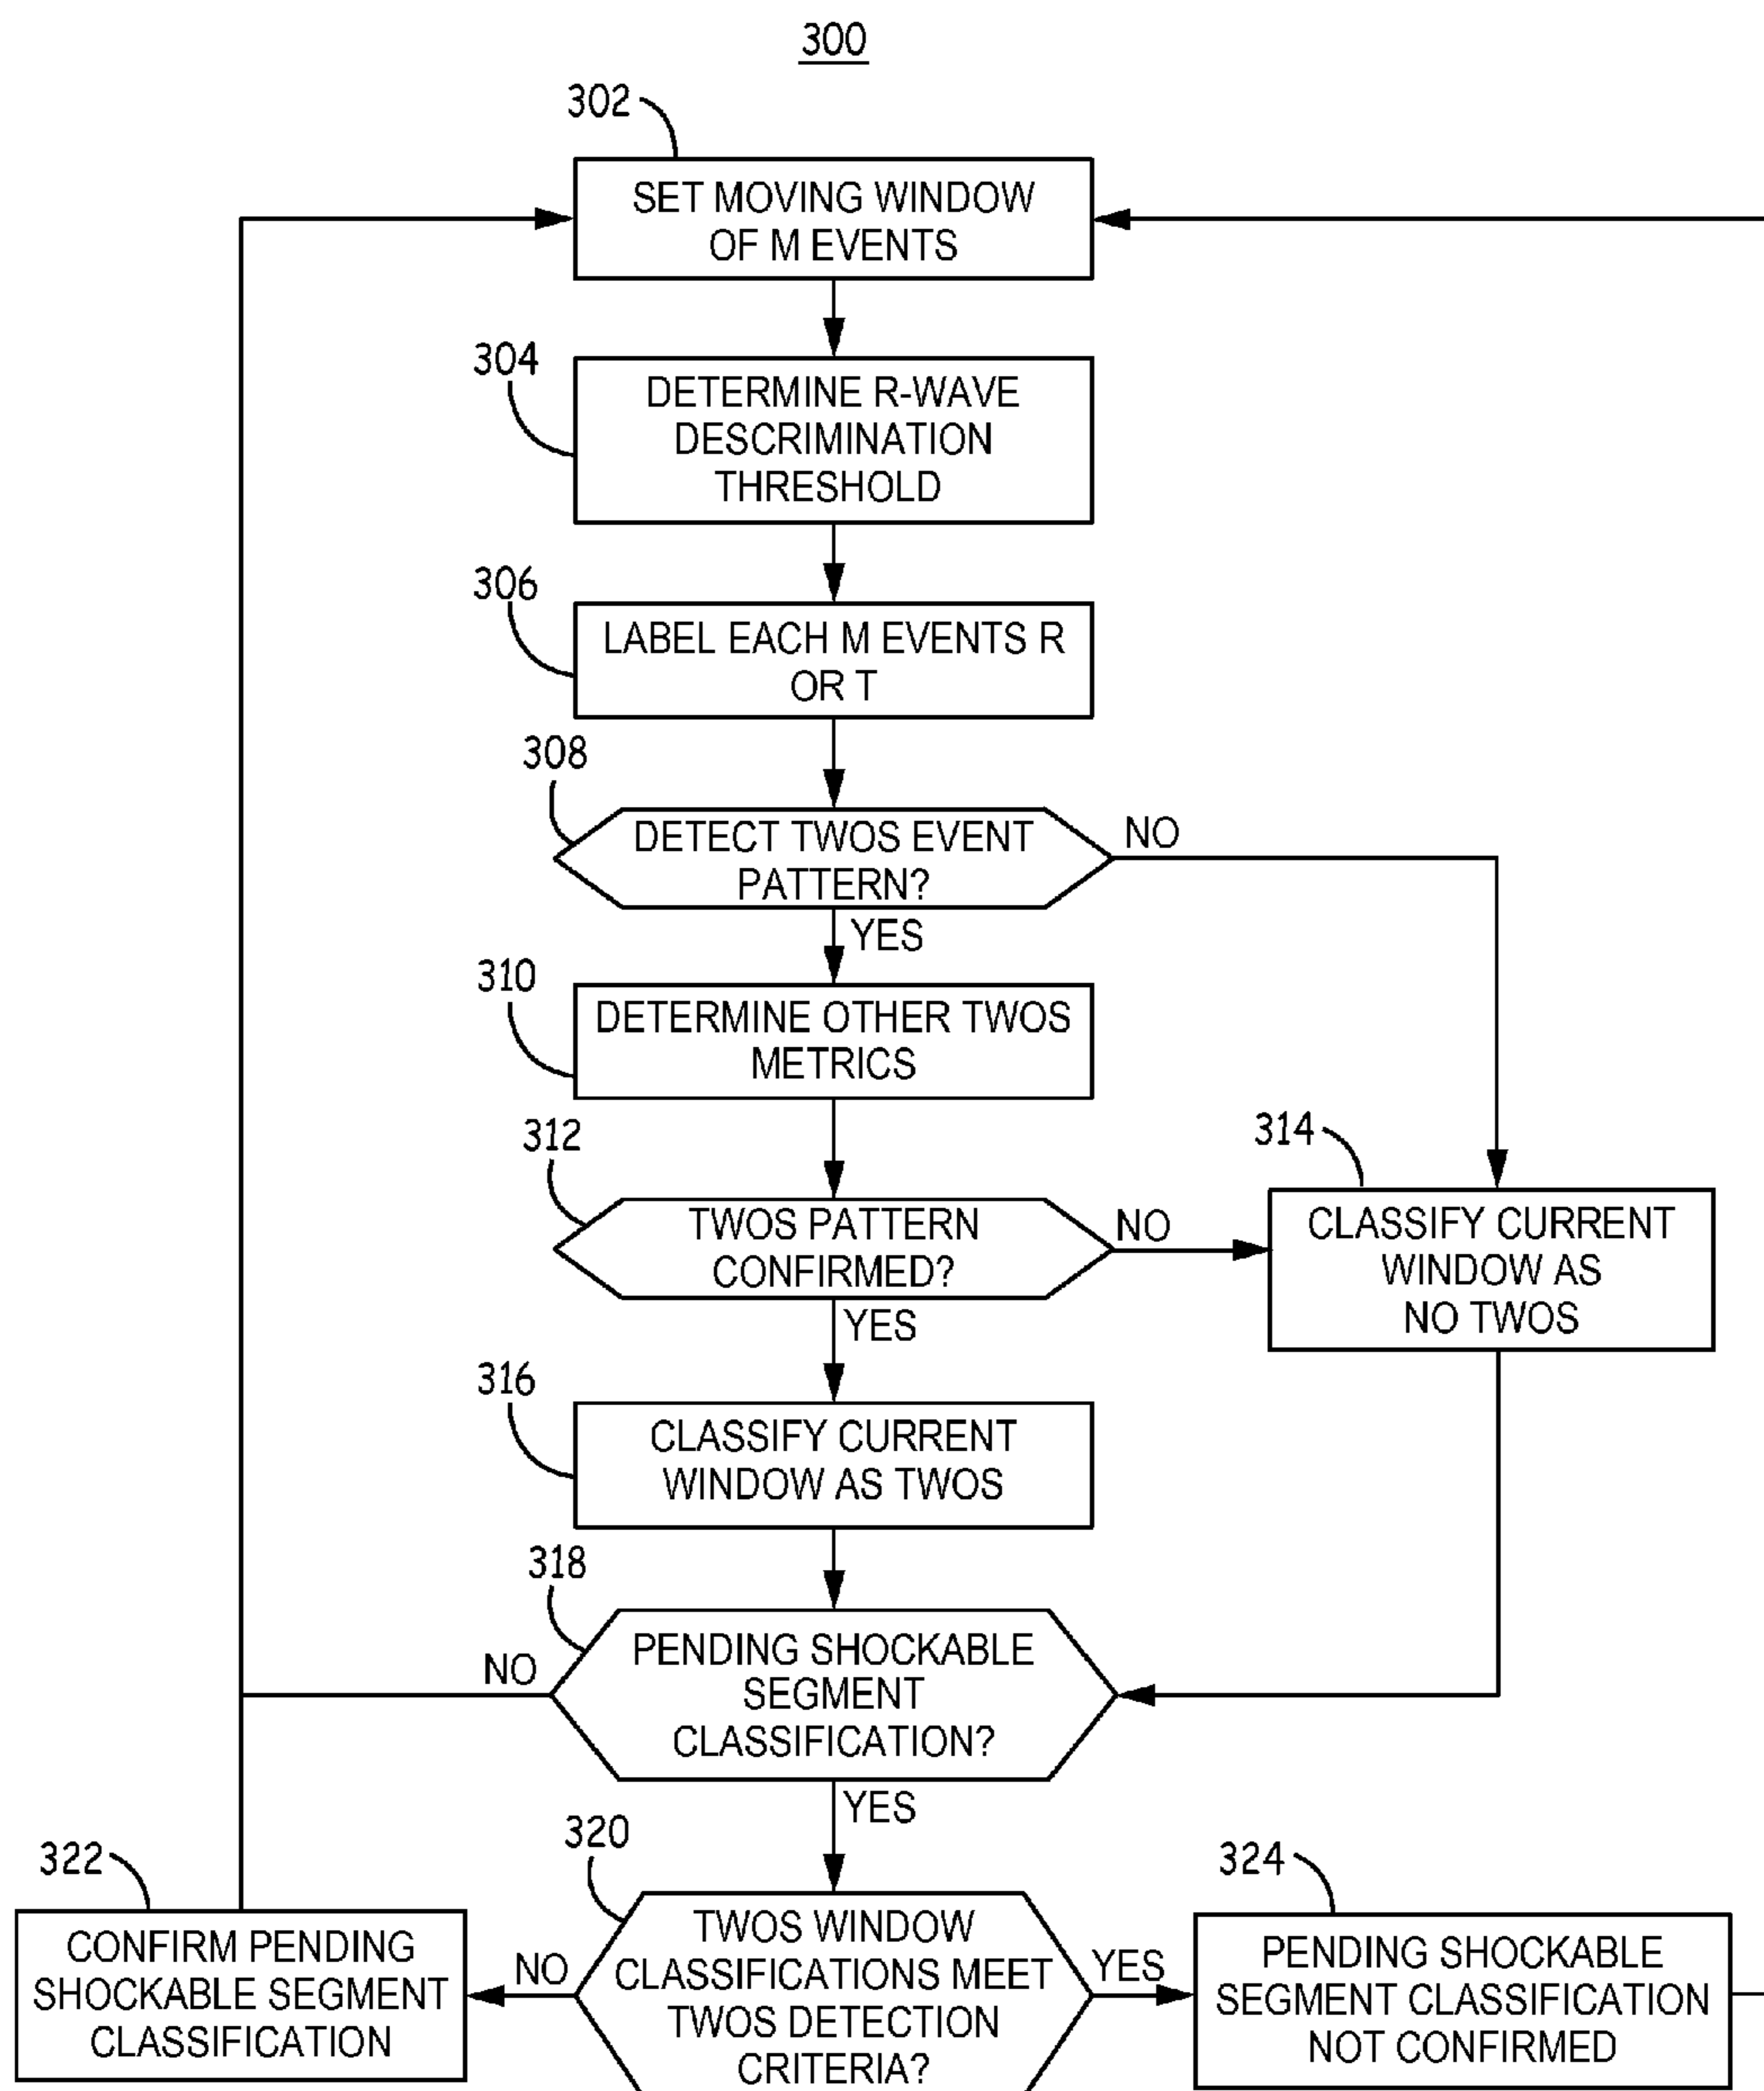 300
302
SET MOVING WINDOW
OF M EVENTS
304
DETERMINE R-WAVE
DESCRIMINATION
THRESHOLD
306
LABEL EACH M EVENTS R
OR T
308
DETECT TWOS EVENT
PATTERN?
NO
YES
310
DETERMINE OTHER TWOS
METRICS
312
TWOS PATTERN
CONFIRMED?
NO
YES
314
CLASSIFY CURRENT
WINDOW AS
NO TWOS
316
CLASSIFY CURRENT
WINDOW AS TWOS
318
PENDING SHOCKABLE
SEGMENT
CLASSIFICATION?
NO
YES
320
TWOS WINDOW
CLASSIFICATIONS MEET
TWOS DETECTION
CRITERIA?
NO
YES
322
CONFIRM PENDING
SHOCKABLE SEGMENT
CLASSIFICATION
324
PENDING SHOCKABLE
SEGMENT CLASSIFICATION
NOT CONFIRMED